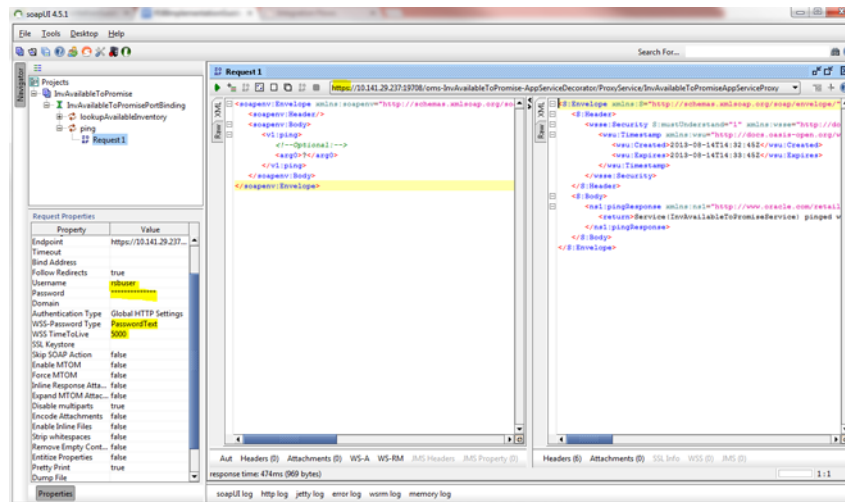 soapUI 4.5.1
File Tools Desktop Help
Search For...
Navigator
Projects
InvAvailableToPromise
InvAvailableToPromisePortBinding
lookupAvailableInventory
ping
Request 1
Request Properties
Property Value
Endpoint https://10.141.29.237...
Timeout
Bind Address
Follow Redirects true
Username rsbuser
Password **************
Domain
Authentication Type Global HTTP Settings
WSS-Password Type PasswordText
WSS TimeToLive 5000
SSL Keystore
Skip SOAP Action false
Enable MTOM false
Force MTOM false
Inline Response Atta... false
Expand MTOM Attac... false
Disable multiparts true
Encode Attachments false
Enable Inline Files false
Strip whitespaces false
Remove Empty Cont... false
Entitize Properties false
Pretty Print true
Dump File
Properties
Request 1
https://10.141.29.237:19708/oms-InvAvailableToPromise-AppServiceDecorator/ProxyService/InvAvailableToPromiseAppServiceProxy
XML
Raw
<soapenv:Envelope xmlns:soapenv="http://schemas.xmlsoap.org/so
<soapenv:Header/>
<soapenv:Body>
<v1:ping>
<!--Optional:-->
<arg0>?</arg0>
</v1:ping>
</soapenv:Body>
</soapenv:Envelope>
Aut Headers (0) Attachments (0) WS-A WS-RM JMS Headers JMS Property (0)
response time: 474ms (969 bytes)
XML
Raw
<S:Envelope xmlns:S="http://schemas.xmlsoap.org/soap/envelope/"
<S:Header>
<wsse:Security S:mustUnderstand="1" xmlns:wsse="http://do
<wsu:Timestamp xmlns:wsu="http://docs.oasis-open.org/w
<wsu:Created>2013-08-14T14:32:45Z</wsu:Created>
<wsu:Expires>2013-08-14T14:33:45Z</wsu:Expires>
</wsu:Timestamp>
</wsse:Security>
</S:Header>
<S:Body>
<ns1:pingResponse xmlns:ns1="http://www.oracle.com/retail
<return>Service(InvAvailableToPromiseService) pinged w
</ns1:pingResponse>
</S:Body>
</S:Envelope>
Headers (6) Attachments (0) SSL Info WSS (0) JMS (0)
1:1
soapUI log http log jetty log error log wsrm log memory log